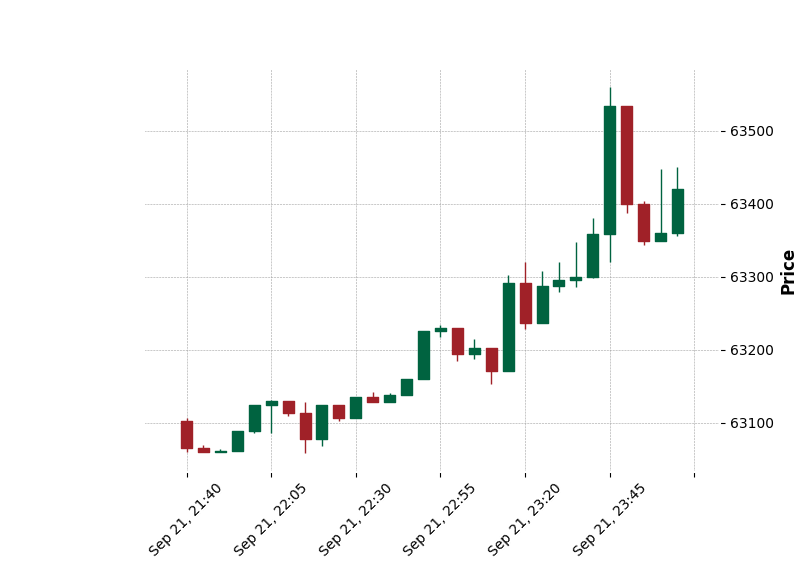 63500
63400
63300
63200
63100
Price
Sep 21, 21:40
Sep 21, 22:05
Sep 21, 22:30
Sep 21, 22:55
Sep 21, 23:20
Sep 21, 23:45